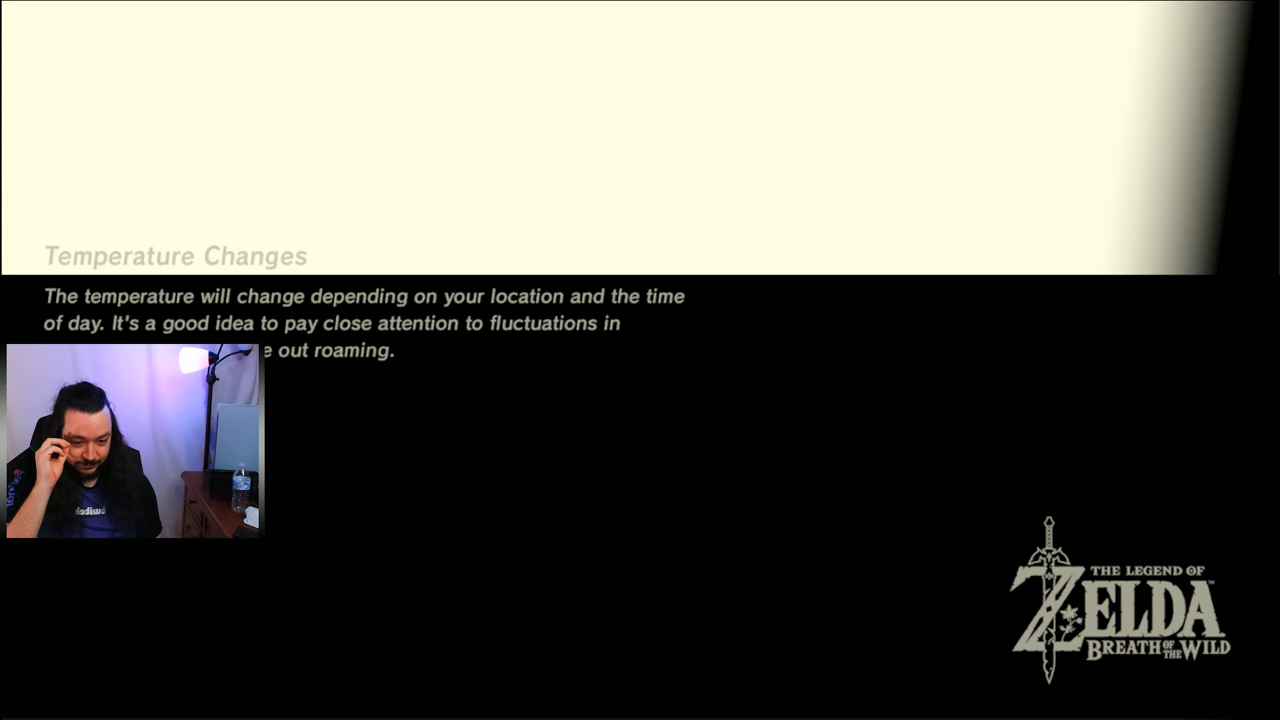 Temperature Changes
The temperature will change depending on your location and the time
of day. It's a good idea to pay close attention to fluctuations in
out roaming.
THE LEGEND OF
ZELDA
BREATH OF THE WILD